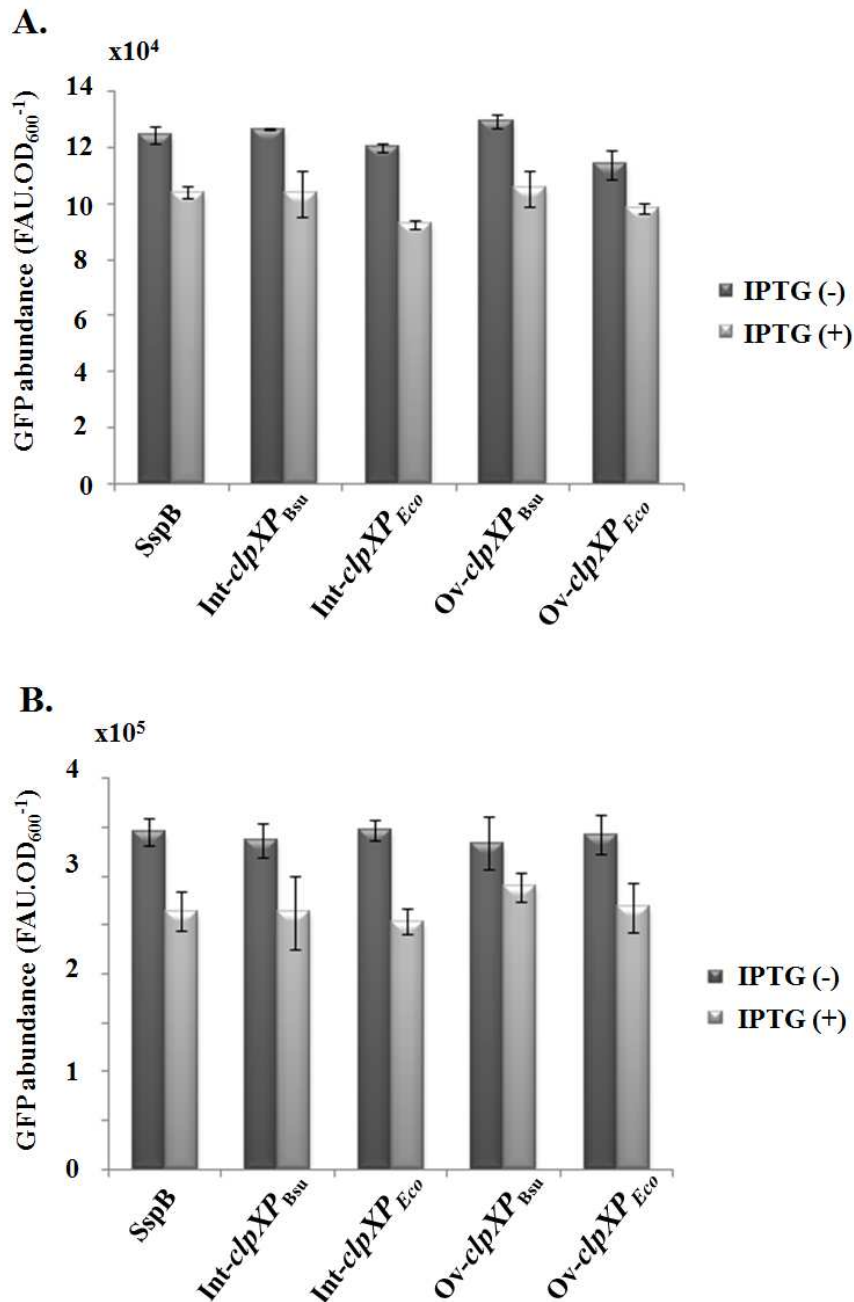 A.
x10⁴
GFP abundance (FAU.OD₆₀₀⁻¹)
14
12
10
8
6
4
2
0
SspB
Int-clpXP Bsu
Int-clpXP Eco
Ov-clpXP Bsu
Ov-clpXP Eco
IPTG (-)
IPTG (+)
B.
x10⁵
GFP abundance (FAU.OD₆₀₀⁻¹)
4
3
2
1
0
SspB
Int-clpXP Bsu
Int-clpXP Eco
Ov-clpXP Bsu
Ov-clpXP Eco
IPTG (-)
IPTG (+)